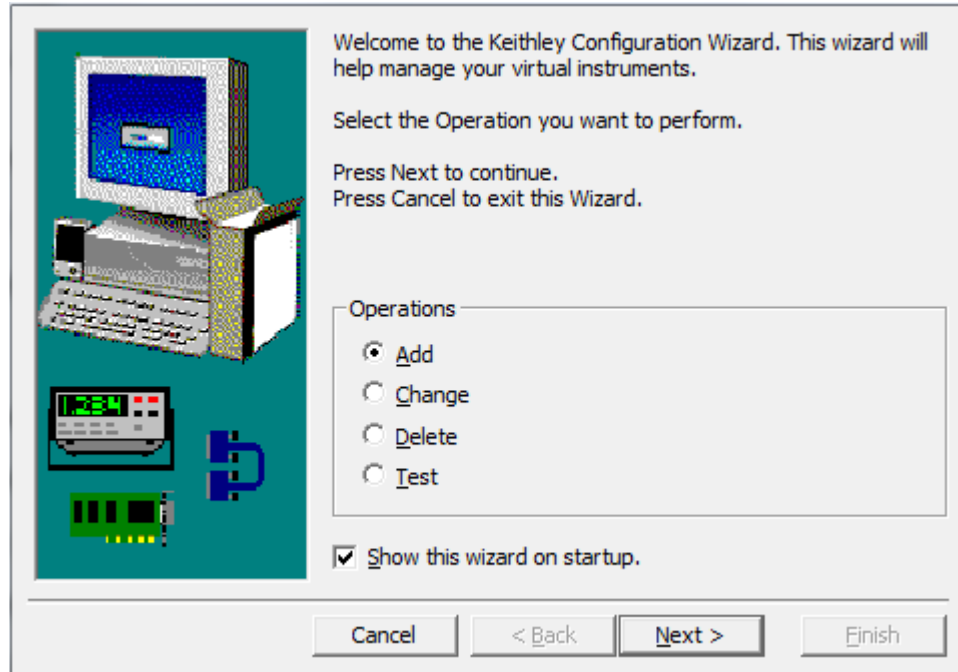 Welcome to the Keithley Configuration Wizard. This wizard will
help manage your virtual instruments.
Select the Operation you want to perform.
Press Next to continue.
Press Cancel to exit this Wizard.
Operations
Add
Change
Delete
Test
Show this wizard on startup.
Cancel
< Back
Next >
Finish
1.284